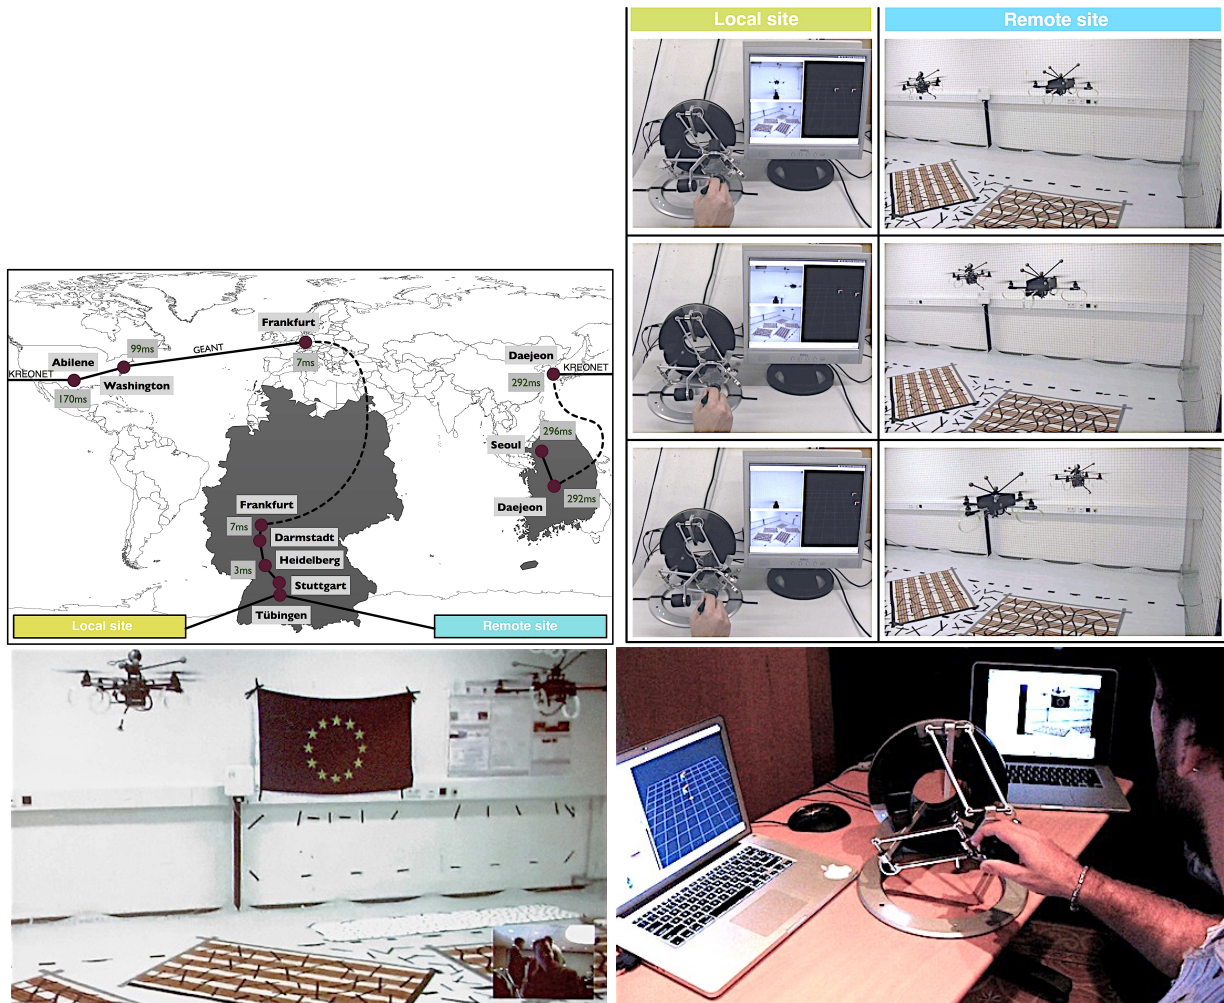 Local site
Remote site
Frankfurt
99ms
GEANT
7ms
Abilene
KREONET
Washington
170ms
Daejeon
KREONET
292ms
296ms
Seoul
292ms
Daejeon
Frankfurt
7ms
Darmstadt
Heidelberg
3ms
Stuttgart
Tübingen
Local site
Remote site